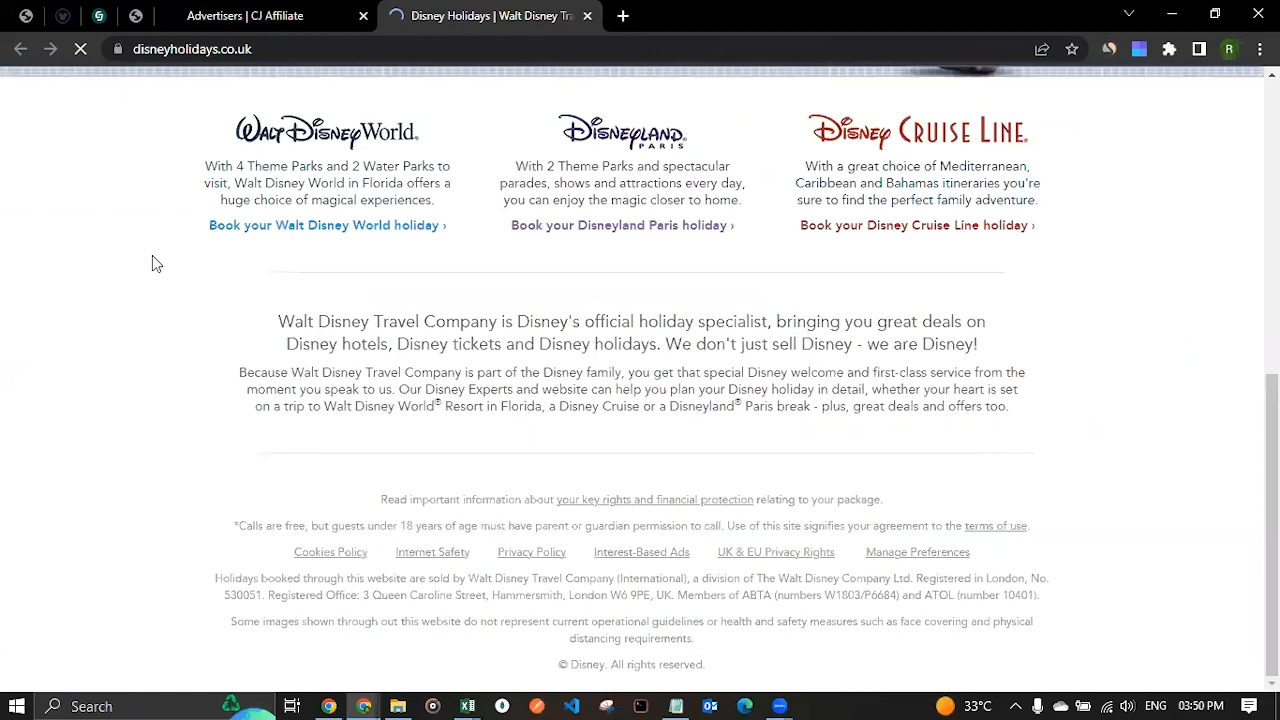 Advertisers | CJ Affiliate
Disney Holidays | Walt Disney Tr
disneyholidays.co.uk
R
Walt Disney World.
With 4 Theme Parks and 2 Water Parks to
visit, Walt Disney World in Florida offers a
huge choice of magical experiences.
Book your Walt Disney World holiday ›
Disneyland
PARIS
With 2 Theme Parks and spectacular
parades, shows and attractions every day,
you can enjoy the magic closer to home.
Book your Disneyland Paris holiday ›
Disney CRUISE LINE
With a great choice of Mediterranean,
Caribbean and Bahamas itineraries you're
sure to find the perfect family adventure.
Book your Disney Cruise Line holiday ›
Walt Disney Travel Company is Disney's official holiday specialist, bringing you great deals on
Disney hotels, Disney tickets and Disney holidays. We don't just sell Disney - we are Disney!
Because Walt Disney Travel Company is part of the Disney family, you get that special Disney welcome and first-class service from the
moment you speak to us. Our Disney Experts and website can help you plan your Disney holiday in detail, whether your heart is set
on a trip to Walt Disney World® Resort in Florida, a Disney Cruise or a Disneyland® Paris break - plus, great deals and offers too.
Read important information about your key rights and financial protection relating to your package.
*Calls are free, but guests under 18 years of age must have parent or guardian permission to call. Use of this site signifies your agreement to the terms of use.
Cookies Policy Internet Safety Privacy Policy Interest-Based Ads UK & EU Privacy Rights Manage Preferences
Holidays booked through this website are sold by Walt Disney Travel Company (International), a division of The Walt Disney Company Ltd. Registered in London, No.
530051. Registered Office: 3 Queen Caroline Street, Hammersmith, London W6 9PE, UK. Members of ABTA (numbers W1803/P6684) and ATOL (number 10401).
Some images shown through out this website do not represent current operational guidelines or health and safety measures such as face covering and physical
distancing requirements.
© Disney. All rights reserved.
Search
33°C
03:50 PM